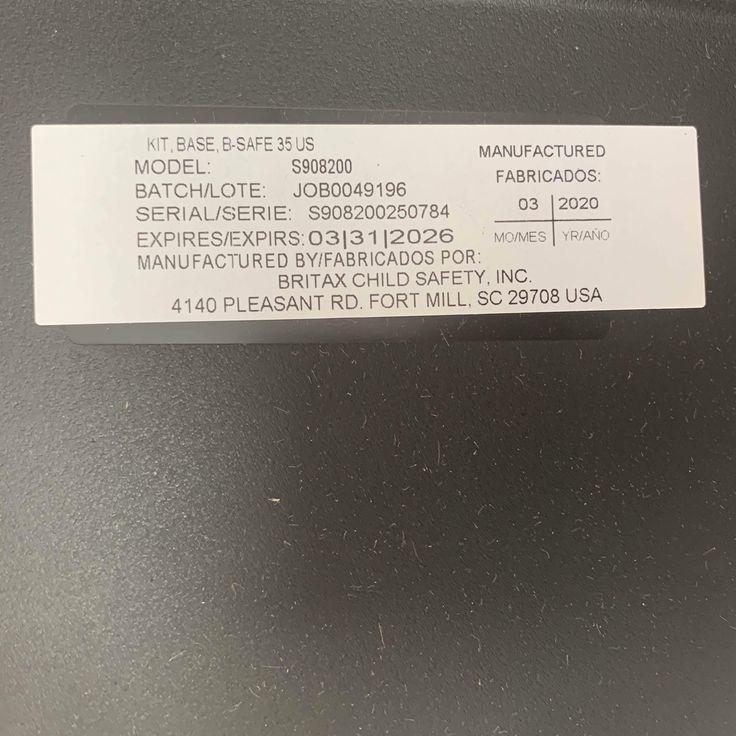 KIT, BASE, B-SAFE 35 US
MODEL: S908200
BATCH/LOTE: JOB0049196
SERIAL/SERIE: S908200250784
EXPIRES/EXPIRS: 03|31|2026
MANUFACTURED BY/FABRICADOS POR:
BRITAX CHILD SAFETY, INC.
4140 PLEASANT RD. FORT MILL, SC 29708 USA
MANUFACTURED
FABRICADOS:
03 2020
MO/MES YR/AÑO